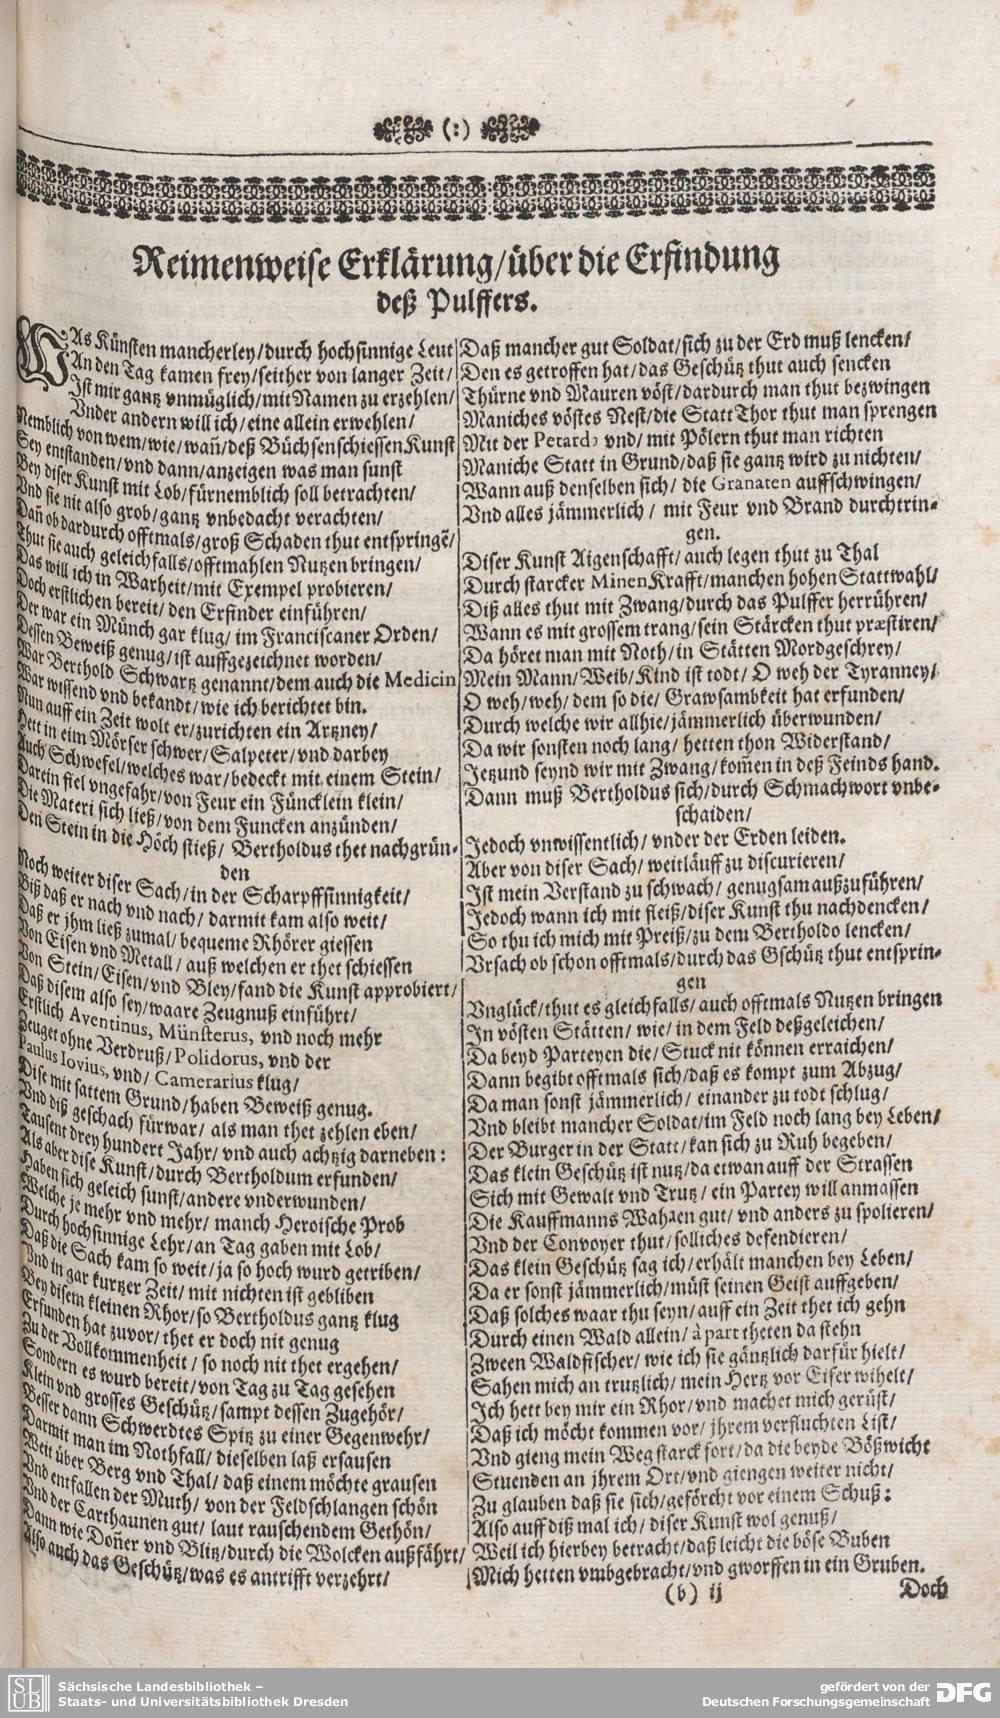 (:)
Reimenweise Erklärung/über die Erfindung
deß Pulffers.
WAs Künsten mancherley/durch hochsinnige Leut
An den Tag kamen frey/seither von langer Zeit/
Ist mir gantz vnmüglich/mit Namen zu erzehlen/
Vnder andern will ich/eine allein erwehlen/
Nemblich von wem/wie/wañ/deß Büchsenschiessen Kunst
Sey entstanden/vnd dann/anzeigen was man sunst
Bey diser Kunst mit Lob/fürnemblich soll betrachten/
Vnd sie nit also grob/gantz vnbedacht verachten/
Dañ ob dardurch offtmals/groß Schaden thut entspringẽ/
Thut sie auch geleichfalls/offtmahlen Nutzen bringen/
Das will ich in Warheit/mit Exempel probieren/
Doch erstlichen bereit/den Erfinder einführen/
Der war ein Münch gar klug/im Franciscaner Orden/
Dessen Beweiß genug/ist auffgezeichnet worden/
War Berthold Schwartz genannt/dem auch die Medicin
War wissend vnd bekandt/wie ich berichtet bin.
Nun auff ein Zeit wolt er/zurichten ein Artzney/
Hett in eim Mörser schwer/Salpeter/vnd darbey
Auch Schwefel/welches war/bedeckt mit einem Stein/
Darein fiel vngefahr/von Feur ein Füncklein klein/
Die Materi sich ließ/von dem Funcken anzünden/
Den Stein in die Höch stieß/ Bertholdus thet nachgrün-
den
Noch weiter diser Sach/in der Scharpffsinnigkeit/
Biß daß er nach vnd nach/darmit kam also weit/
Daß er jhm ließ zumal/bequeme Rhörer giessen
Von Eisen vnd Metall/auß welchen er thet schiessen
Von Stein/Eisen/vnd Bley/fand die Kunst approbiert/
Daß disem also sey/waare Zeugnuß einführt/
Erstlich Aventinus, Münsterus, vnd noch mehr
Zeuget ohne Verdruß/Polidorus, vnd der
Paulus Iovius, vnd/ Camerarius klug/
Dise mit sattem Grund/haben Beweiß genug.
Vnd diß geschach fürwar/als man thet zehlen eben/
Tausent drey hundert Jahr/vnd auch achtzig darneben:
Als aber dise Kunst/durch Bertholdum erfunden/
Haben sich geleich sunst/andere vnderwunden/
Welche je mehr vnd mehr/manch Heroische Prob
Durch hochsinnige Lehr/an Tag gaben mit Lob/
Daß die Sach kam so weit/ja so hoch wurd getriben/
Vnd in gar kurtzer Zeit/mit nichten ist gebliben
Bey disem kleinen Rhor/so Bertholdus gantz klug
Erfunden hat zuvor/thet er doch nit genug
Zu der Vollkommenheit/so noch nit thet ergehen/
Sondern es wurd bereit/von Tag zu Tag gesehen
Klein vnd grosses Geschütz/sampt dessen Zugehör/
Besser dann Schwerdtes Spitz zu einer Gegenwehr/
Darmit man im Nothfall/dieselben laß ersausen
Weit über Berg vnd Thal/daß einem möchte grausen
Vnd entfallen der Muth/von der Feldschlangen schön
Vnd der Carthaunen gut/laut rauschendem Gethön/
Dann wie Doñer vnd Blitz/durch die Wolcken außfährt/
Also auch das Geschütz/was es antrifft verzehrt/
Daß mancher gut Soldat/sich zu der Erd muß lencken/
Den es getroffen hat/das Geschütz thut auch sencken
Thürne vnd Mauren vöst/dardurch man thut bezwingen
Maniches vöstes Nest/die Statt Thor thut man sprengen
Mit der Petard, vnd/mit Pölern thut man richten
Maniche Statt in Grund/daß sie gantz wird zu nichten/
Wann auß denselben sich/die Granaten auffschwingen/
Vnd alles jämmerlich/mit Feur vnd Brand durchtrin-
gen.
Diser Kunst Aigenschafft/auch legen thut zu Thal
Durch starcker Minen Krafft/manchen hohen Stattwahl/
Diß alles thut mit Zwang/durch das Pulffer herrühren/
Wann es mit grossem trang/sein Stärcken thut præstiren/
Da höret man mit Noth/in Stätten Mordgeschrey/
Mein Mann/Weib/Kind ist todt/O weh der Tyranney/
O weh/weh/dem so die/Grawsambkeit hat erfunden/
Durch welche wir allhie/jämmerlich überwunden/
Da wir sonsten noch lang/hetten thon Widerstand/
Jetzund seynd wir mit Zwang/kom̃en in deß Feinds hand.
Dann muß Bertholdus sich/durch Schmachwort vnbe-
schaiden/
Jedoch vnwissentlich/vnder der Erden leiden.
Aber von diser Sach/weitläuff zu discurieren/
Ist mein Verstand zu schwach/genugsam außzuführen/
Jedoch wann ich mit fleiß/diser Kunst thu nachdencken/
So thu ich mich mit Preiß/zu dem Bertholdo lencken/
Vrsach ob schon offtmals/durch das Gschütz thut entsprin-
gen
Vnglück/thut es gleichfalls/auch offtmals Nutzen bringen
In vösten Stätten/wie/in dem Feld deßgeleichen/
Da beyd Parteyen die/Stuck nit können erraichen/
Dann begibt offtmals sich/daß es kompt zum Abzug/
Da man sonst jämmerlich/einander zu todt schlug/
Vnd bleibt mancher Soldat/im Feld noch lang bey Leben/
Der Burger in der Statt/kan sich zu Ruh begeben/
Das klein Geschütz ist nutz/da etwan auff der Strassen
Sich mit Gewalt vnd Trutz/ein Partey will anmassen
Die Kauffmanns Wahren gut/vnd anders zu spolieren/
Vnd der Convoyer thut/solliches defendieren/
Das klein Geschütz sag ich/erhält manchen bey Leben/
Da er sonst jämmerlich/müst seinen Geist auffgeben/
Daß solches waar thu seyn/auff ein Zeit thet ich gehn
Durch einen Wald allein/à part theten da stehn
Zween Waldfischer/wie ich sie gäntzlich darfür hielt/
Sahen mich an trutzlich/mein Hertz vor Eifer wihelt/
Ich hett bey mir ein Rhor/vnd machet mich gerüst/
Daß ich möcht kommen vor/jhrem verfluchten List/
Vnd gieng mein Weg starck fort/da die beyde Bößwicht
Stuenden an jhrem Ort/vnd giengen weiter nicht/
Zu glauben daß sie sich/geförcht vor einem Schuß:
Also auff diß mal ich/diser Kunst wol genuß/
Weil ich hierbey betracht/daß leicht die böse Buben
Mich hetten vmbgebracht/vnd gworffen in ein Gruben.
(b) ij
Doch
SLUB
Sächsische Landesbibliothek –
Staats- und Universitätsbibliothek Dresden
gefördert von der
Deutschen Forschungsgemeinschaft
DFG